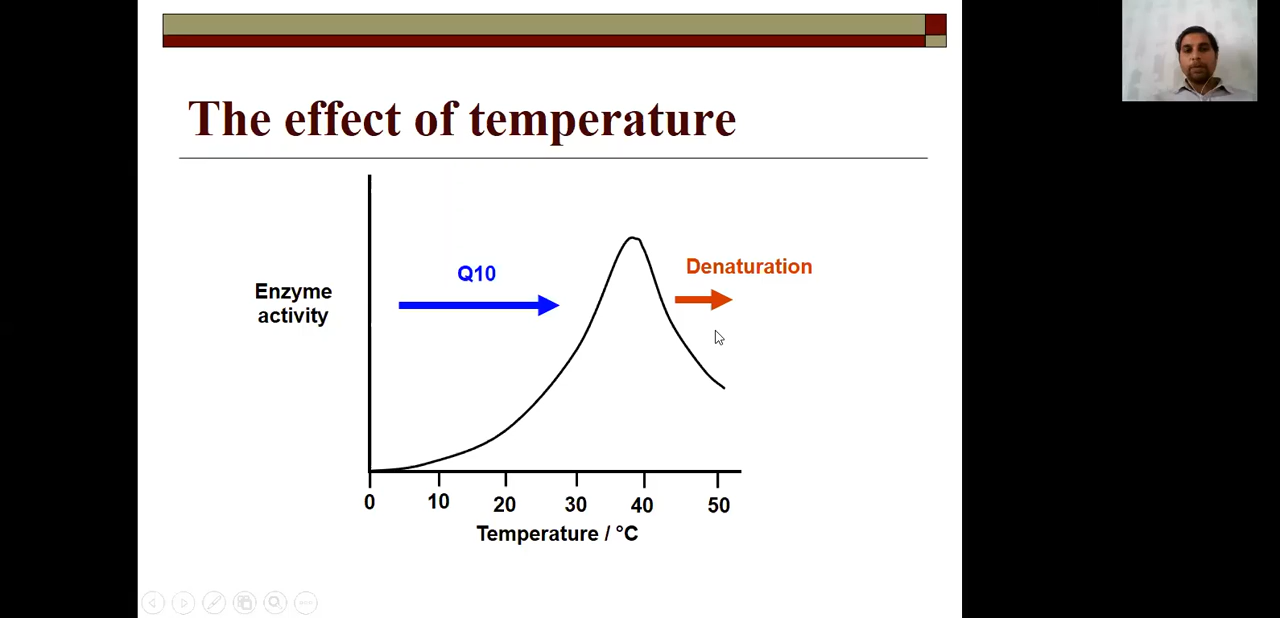 The effect of temperature
Q10
Denaturation
Enzyme
activity
0 10 20 30 40 50
Temperature / °C